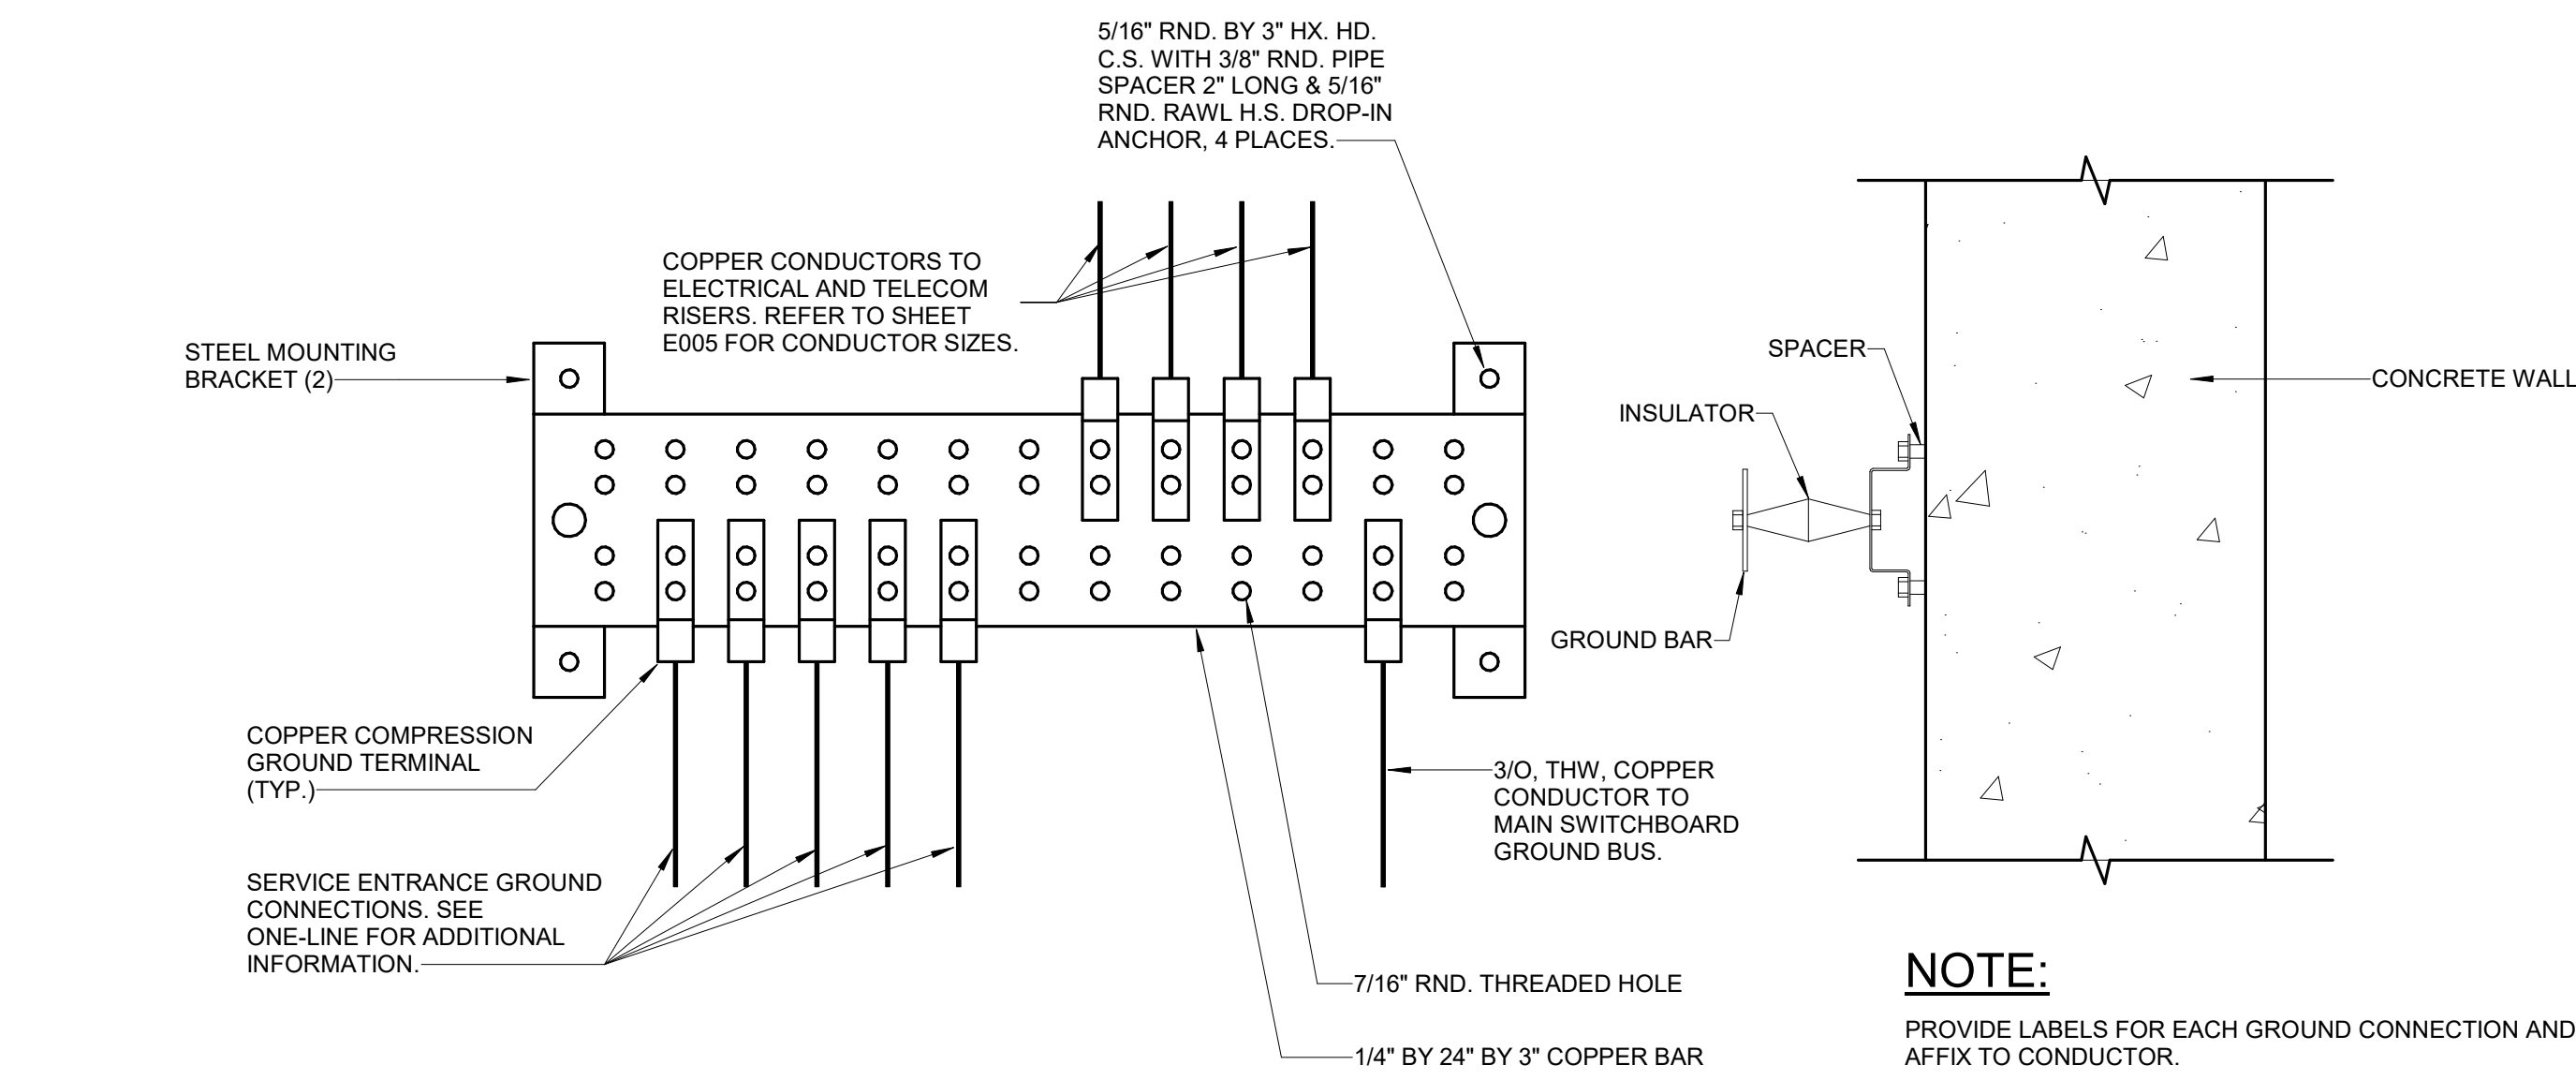 5/16" RND. BY 3" HX. HD.
C.S. WITH 3/8" RND. PIPE
SPACER 2" LONG & 5/16"
RND. RAWL H.S. DROP-IN
ANCHOR, 4 PLACES.
COPPER CONDUCTORS TO
ELECTRICAL AND TELECOM
RISERS. REFER TO SHEET
E005 FOR CONDUCTOR SIZES.
STEEL MOUNTING
BRACKET (2)
SPACER
CONCRETE WALL
INSULATOR
GROUND BAR
COPPER COMPRESSION
GROUND TERMINAL
(TYP.)
3/O, THW, COPPER
CONDUCTOR TO
MAIN SWITCHBOARD
GROUND BUS.
SERVICE ENTRANCE GROUND
CONNECTIONS. SEE
ONE-LINE FOR ADDITIONAL
INFORMATION.
7/16" RND. THREADED HOLE
1/4" BY 24" BY 3" COPPER BAR
NOTE:
PROVIDE LABELS FOR EACH GROUND CONNECTION AND
AFFIX TO CONDUCTOR.